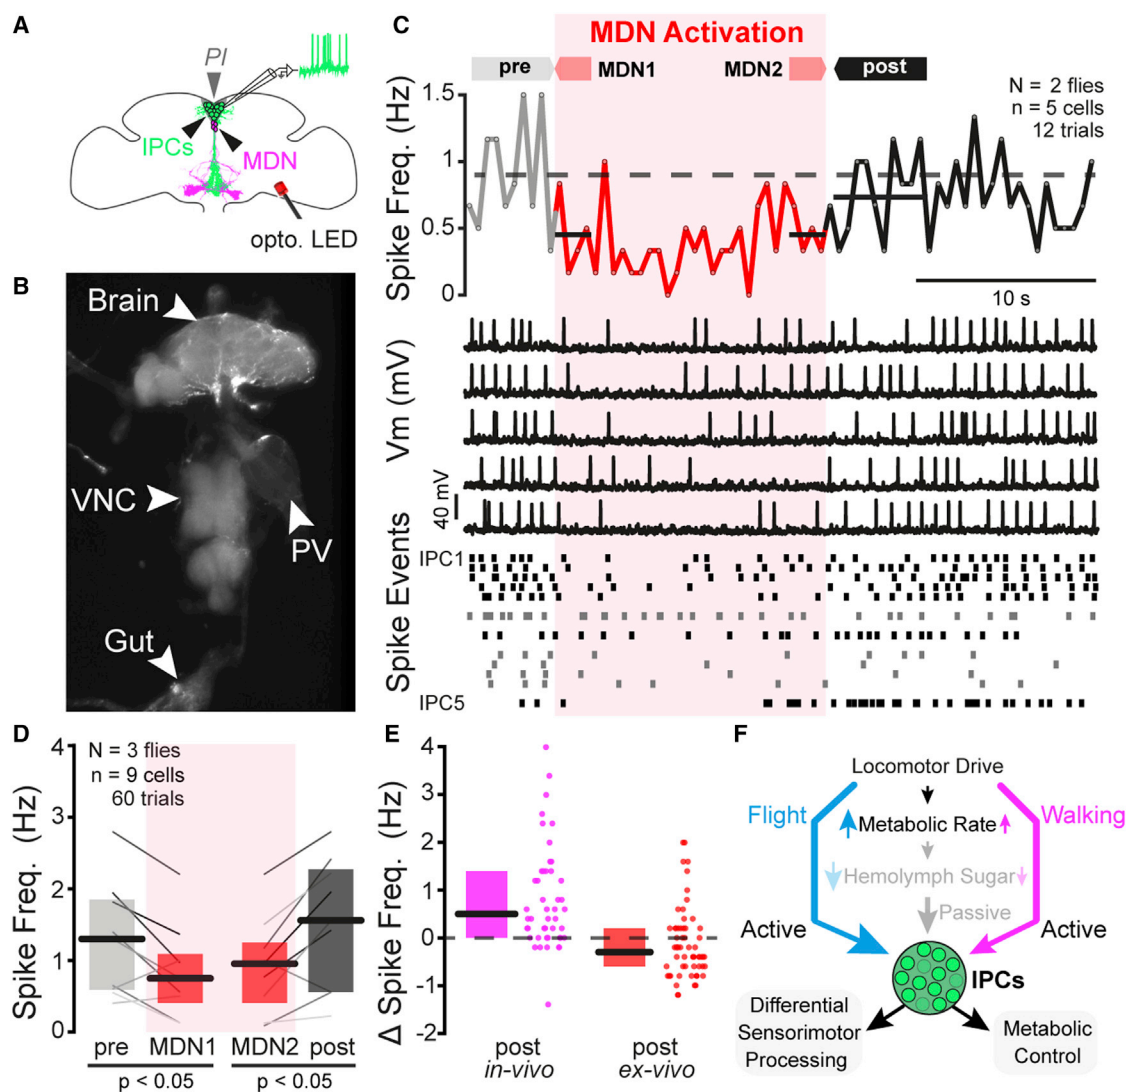 A
PI
IPCs
MDN
opto. LED
B
Brain
VNC
PV
Gut
C
MDN Activation
pre
MDN1
MDN2
post
N = 2 flies
n = 5 cells
12 trials
Spike Freq. (Hz)
1.5
1
0.5
0
10 s
Vm (mV)
40 mV
Spike Events
IPC1
IPC5
D
Spike Freq. (Hz)
4
3
2
1
0
N = 3 flies
n = 9 cells
60 trials
pre
MDN1
MDN2
post
p < 0.05
p < 0.05
E
Δ Spike Freq. (Hz)
4
3
2
1
0
-1
-2
post
in-vivo
post
ex-vivo
F
Locomotor Drive
Flight
Metabolic Rate
Walking
Hemolymph Sugar
Passive
Active
Active
IPCs
Differential
Sensorimotor
Processing
Metabolic
Control